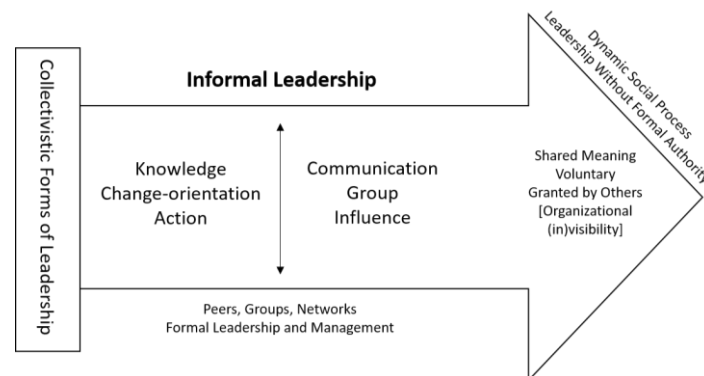 Collectivistic Forms of Leadership
Informal Leadership
Knowledge
Change-orientation
Action
Communication
Group
Influence
Shared Meaning
Voluntary
Granted by Others
[Organizational
(in)visibility]
Dynamic Social Process
Leadership Without Formal Authority
Peers, Groups, Networks
Formal Leadership and Management